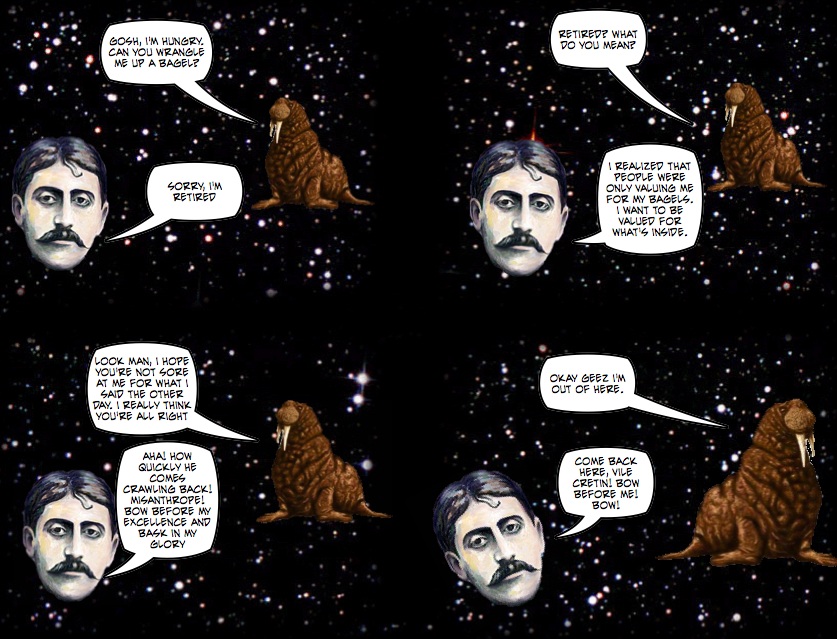 GOSH, I'M HUNGRY.
CAN YOU WRANGLE
ME UP A BAGEL?
SORRY, I'M
RETIRED
RETIRED? WHAT
DO YOU MEAN?
I REALIZED THAT
PEOPLE WERE
ONLY VALUING ME
FOR MY BAGELS.
I WANT TO BE
VALUED FOR
WHAT'S INSIDE.
LOOK MAN, I HOPE
YOU'RE NOT SORE
AT ME FOR WHAT I
SAID THE OTHER
DAY. I REALLY THINK
YOU'RE ALL RIGHT
AHA! HOW
QUICKLY HE
COMES
CRAWLING BACK!
MISANTHROPE!
BOW BEFORE MY
EXCELLENCE AND
BASK IN MY
GLORY
OKAY GEEZ I'M
OUT OF HERE.
COME BACK
HERE, VILE
CRETIN! BOW
BEFORE ME!
BOW!